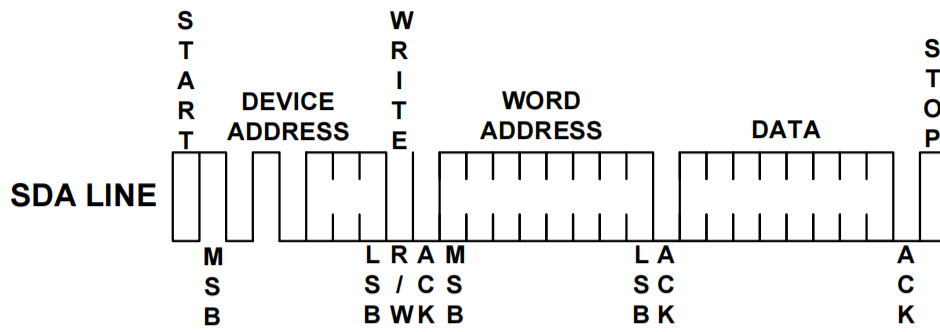 START
WRITE
STOP
DEVICE
ADDRESS
WORD
ADDRESS
DATA
SDA LINE
MSB
LSB
R/W
ACK
MSB
LSB
ACK
ACK